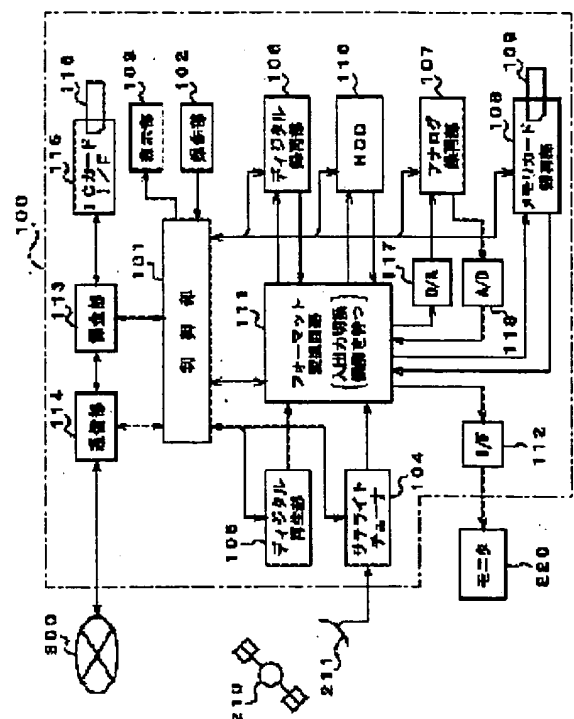 100
116
115
ICカード
I/F
113
課金部
114
通信部
300
103
表示部
102
操作部
101
制御部
106
ディジタル
録再部
110
HDD
107
アナログ
録再部
109
108
メモリカード
録再部
111
フォーマット
変換回路
(入出力切換
機能を持つ)
117
D/A
A/D
118
105
ディジタル
再生部
104
サテライト
チューナ
112
I/F
モニタ
220
211
210